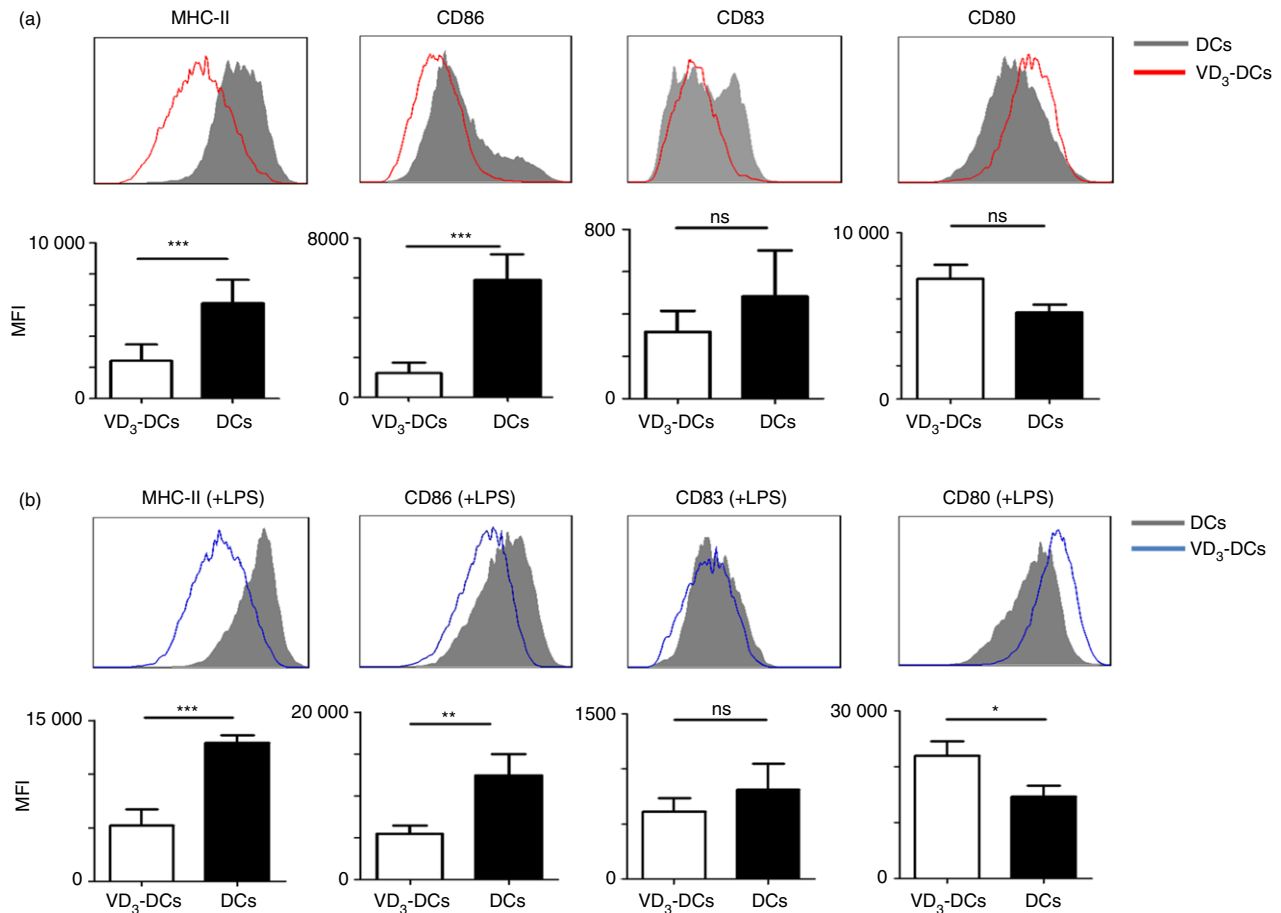 (a)
MHC-II
CD86
CD83
CD80
DCs
VD3-DCs
MFI
10 000
0
***
VD3-DCs
DCs
8000
0
***
VD3-DCs
DCs
800
0
ns
VD3-DCs
DCs
10 000
0
ns
VD3-DCs
DCs
(b)
MHC-II (+LPS)
CD86 (+LPS)
CD83 (+LPS)
CD80 (+LPS)
DCs
VD3-DCs
MFI
15 000
0
***
VD3-DCs
DCs
20 000
0
**
VD3-DCs
DCs
1500
0
ns
VD3-DCs
DCs
30 000
0
*
VD3-DCs
DCs